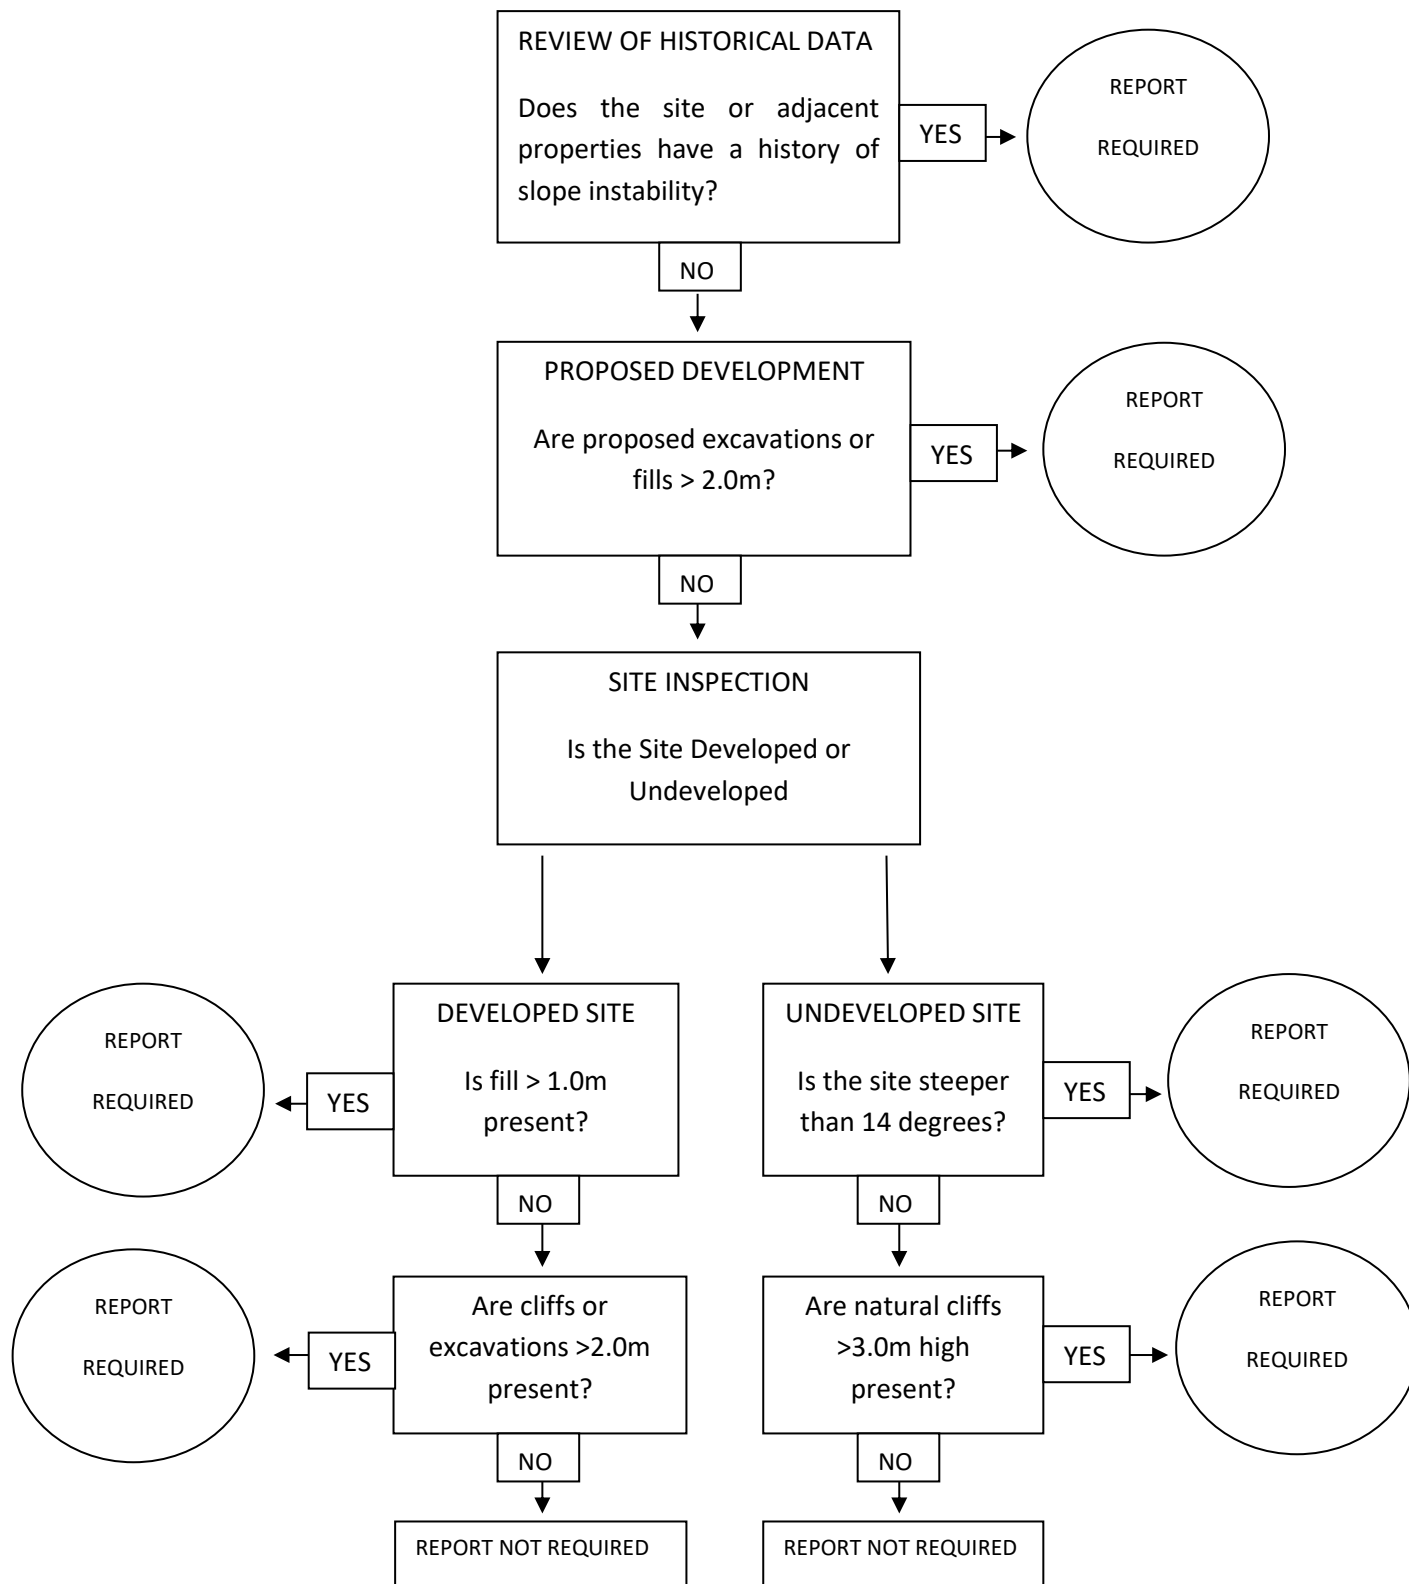 REVIEW OF HISTORICAL DATA
Does the site or adjacent
properties have a history of
slope instability?
YES
REPORT
REQUIRED
NO
PROPOSED DEVELOPMENT
Are proposed excavations or
fills > 2.0m?
YES
REPORT
REQUIRED
NO
SITE INSPECTION
Is the Site Developed or
Undeveloped
DEVELOPED SITE
Is fill > 1.0m
present?
YES
REPORT
REQUIRED
NO
Are cliffs or
excavations >2.0m
present?
YES
REPORT
REQUIRED
NO
REPORT NOT REQUIRED
UNDEVELOPED SITE
Is the site steeper
than 14 degrees?
YES
REPORT
REQUIRED
NO
Are natural cliffs
>3.0m high
present?
YES
REPORT
REQUIRED
NO
REPORT NOT REQUIRED